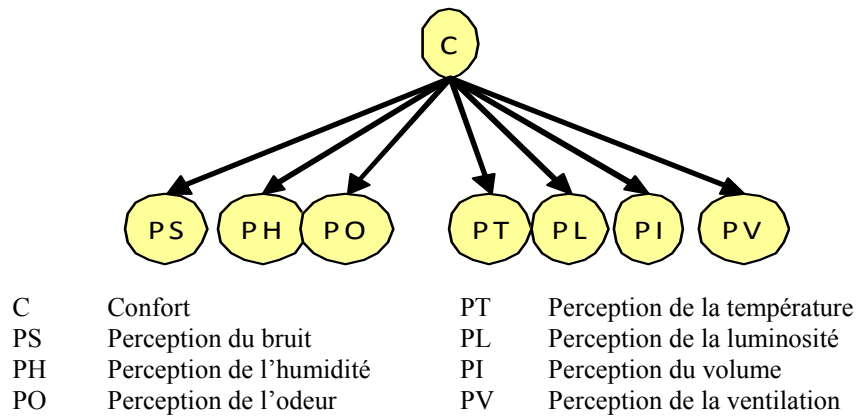 C
PS PH PO PT PL PI PV
C Confort PT Perception de la température
PS Perception du bruit PL Perception de la luminosité
PH Perception de l’humidité PI Perception du volume
PO Perception de l’odeur PV Perception de la ventilation